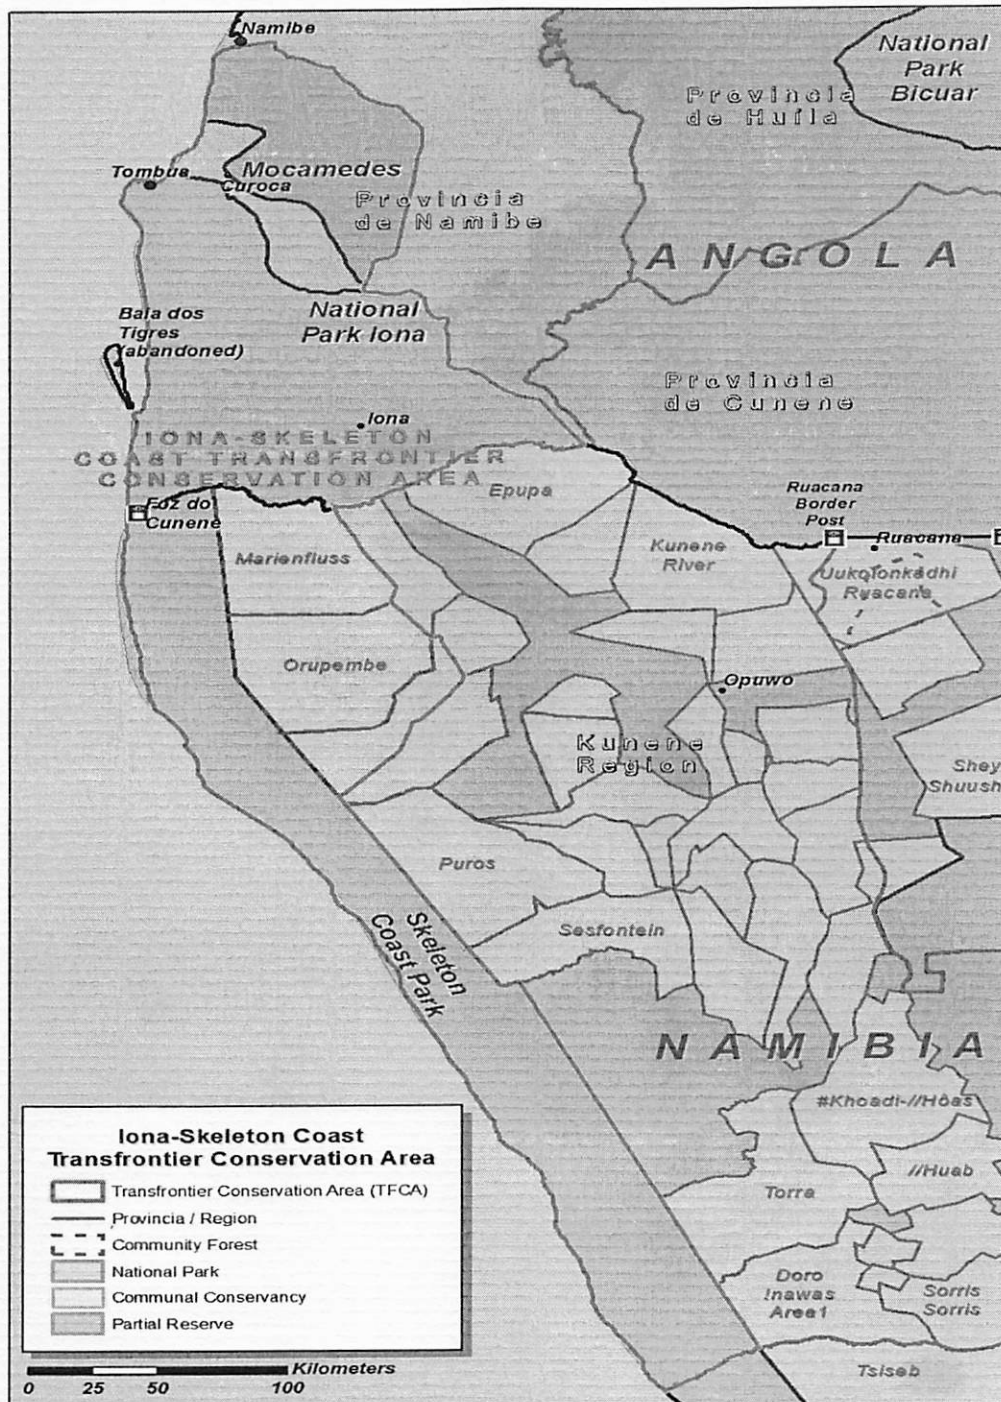 Namibe
National
Park
Bicuar
Provincia
de Huíla
Tombua
Mocamedes
Curoca
Provincia
de Namibe
ANGOLA
National
Park Iona
Baia dos
Tigres
(abandoned)
Provincia
de Cunene
Iona
IONA-SKELETON
COAST TRANSFRONTIER
CONSERVATION AREA
Epupa
Ruacana
Border
Post
Foz do
Cunene
Ruacana
Marienfluss
Kunene
River
Uukolonkadhi
Ruacana
Orupembe
Opuwo
Kunene
Region
Shey
Shuush
Puros
Skeleton
Coast Park
Sesfontein
NAMIBIA
#Khoadi-//Hôas
//Huab
Torra
Doro
!nawas
Area1
Sorris
Sorris
Tsiseb
Iona-Skeleton Coast
Transfrontier Conservation Area
Transfrontier Conservation Area (TFCA)
Provincia / Region
Community Forest
National Park
Communal Conservancy
Partial Reserve
Kilometers
0 25 50 100